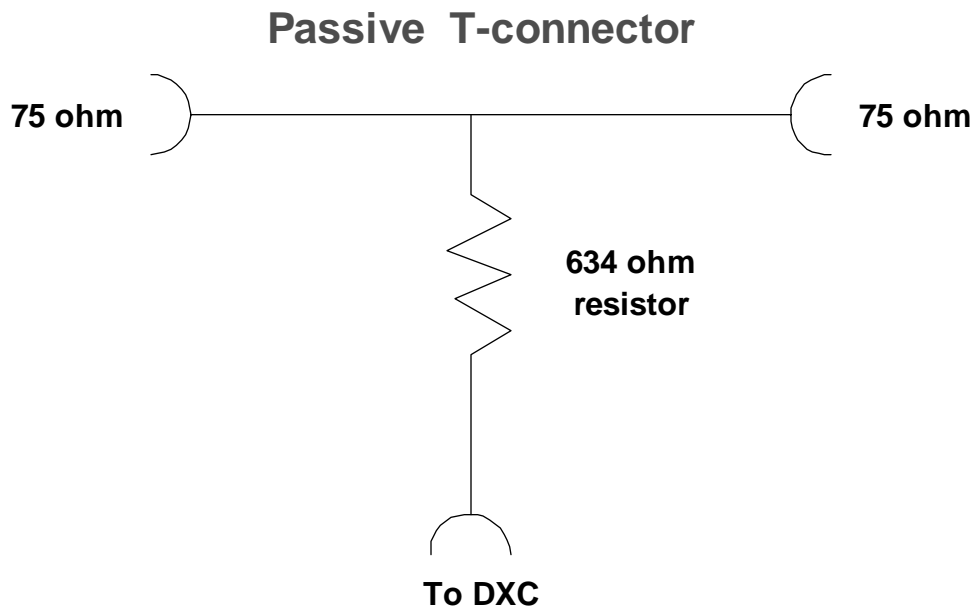 Passive T-connector
75 ohm
75 ohm
634 ohm
resistor
To DXC